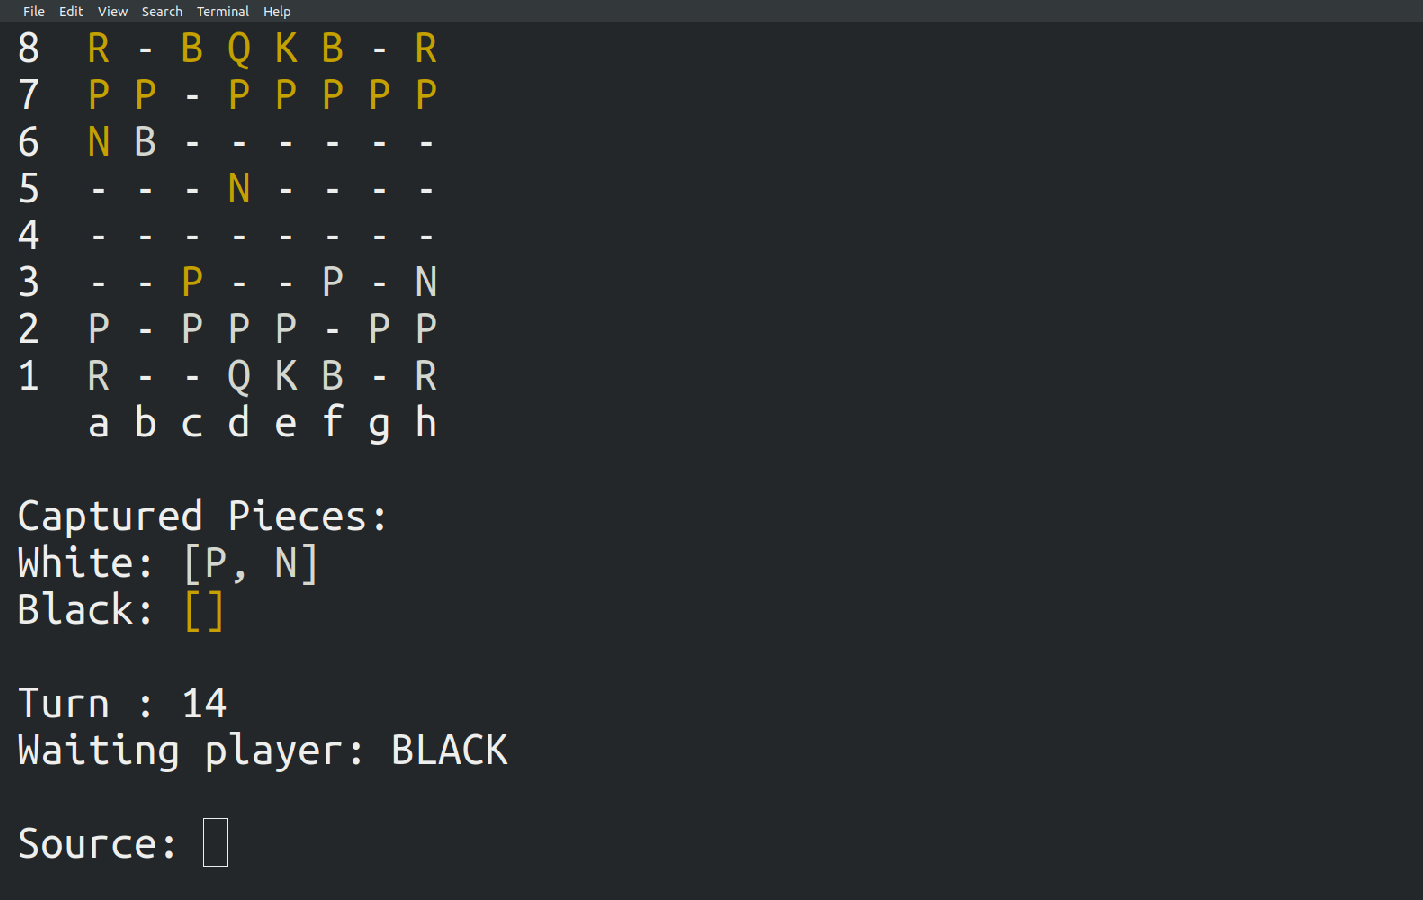 File Edit View Search Terminal Help
8 R - B Q K B - R
7 P P - P P P P P
6 N B - - - - - -
5 - - - N - - - -
4 - - - - - - - -
3 - - P - - P - N
2 P - P P P - P P
1 R - - Q K B - R
a b c d e f g h
Captured Pieces:
White: [P, N]
Black: []
Turn : 14
Waiting player: BLACK
Source: